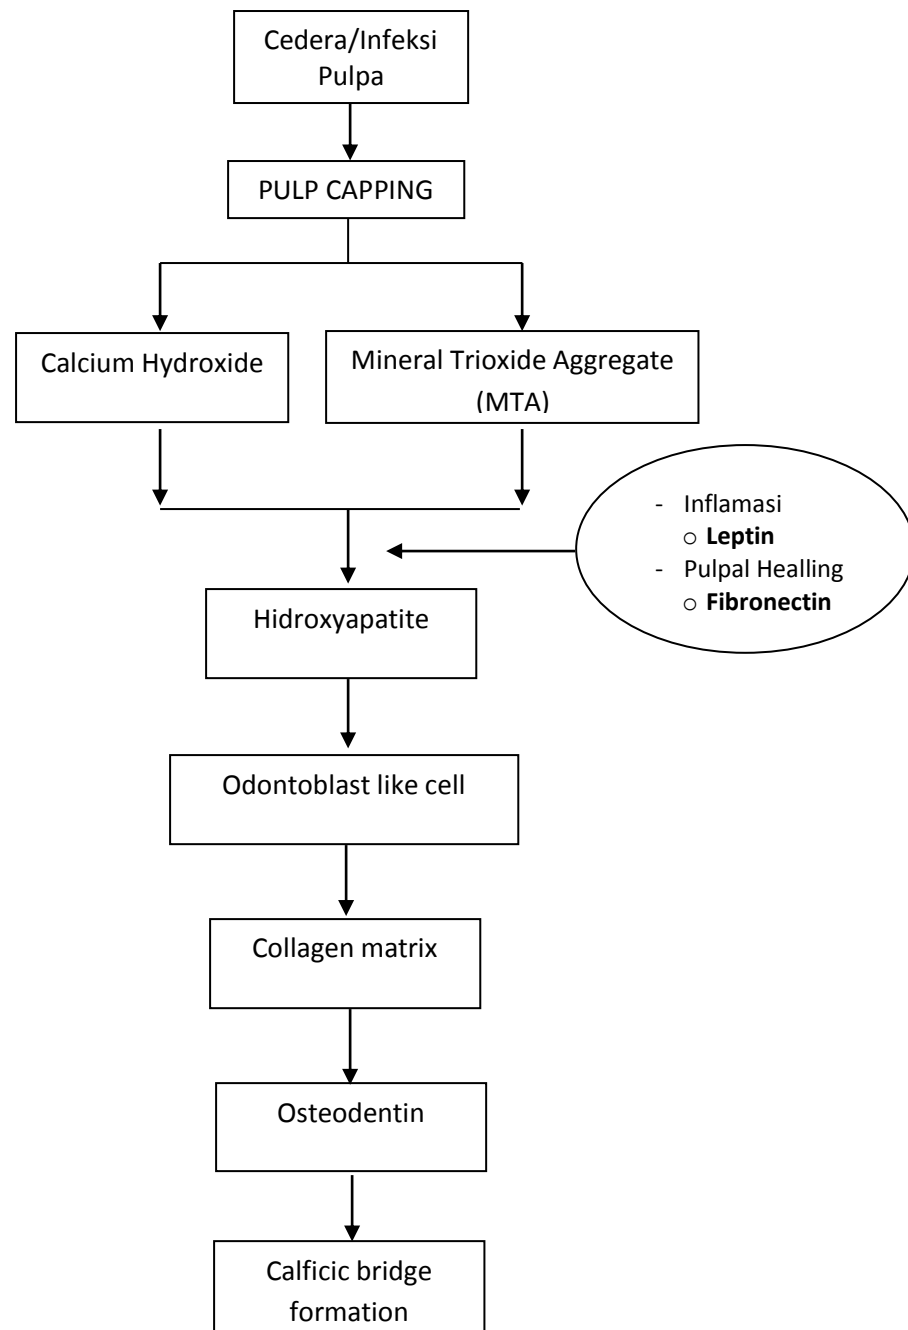 Cedera/Infeksi
Pulpa
PULP CAPPING
Calcium Hydroxide
Mineral Trioxide Aggregate
(MTA)
- Inflamasi
○ Leptin
- Pulpal Healling
○ Fibronectin
Hidroxyapatite
Odontoblast like cell
Collagen matrix
Osteodentin
Calficic bridge
formation